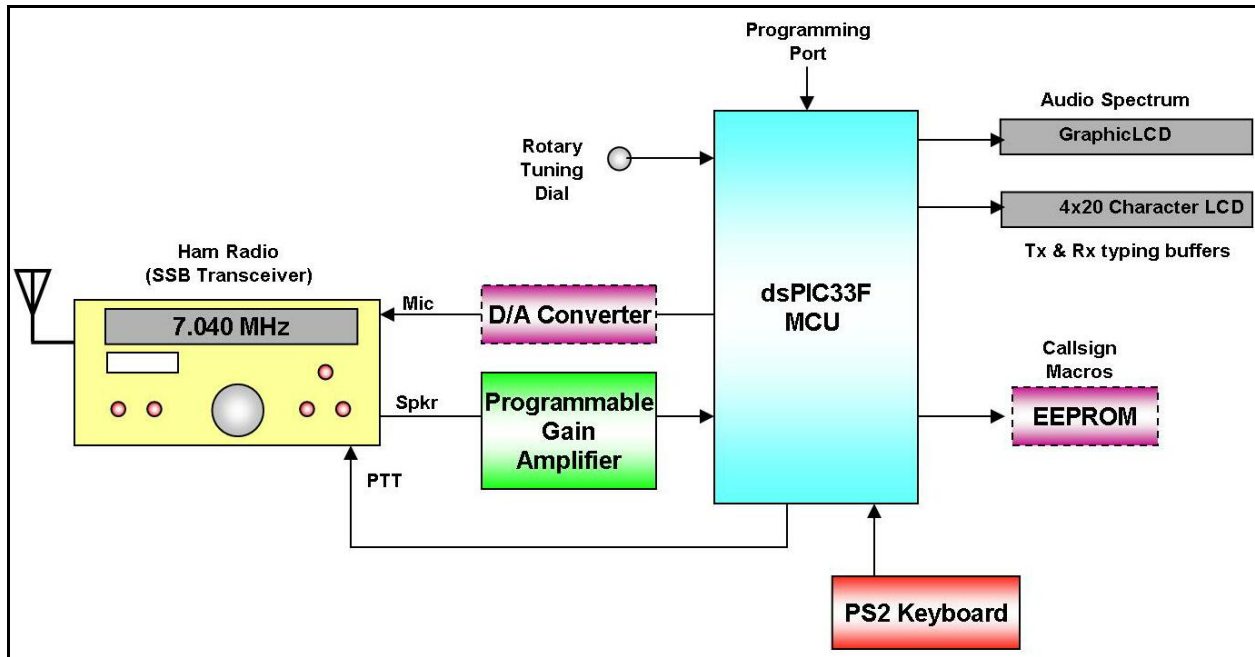 Programming
Port
Audio Spectrum
GraphicLCD
Rotary
Tuning
Dial
4x20 Character LCD
Tx & Rx typing buffers
Ham Radio
(SSB Transceiver)
7.040 MHz
Mic
D/A Converter
dsPIC33F
MCU
Callsign
Macros
EEPROM
Spkr
Programmable
Gain
Amplifier
PTT
PS2 Keyboard